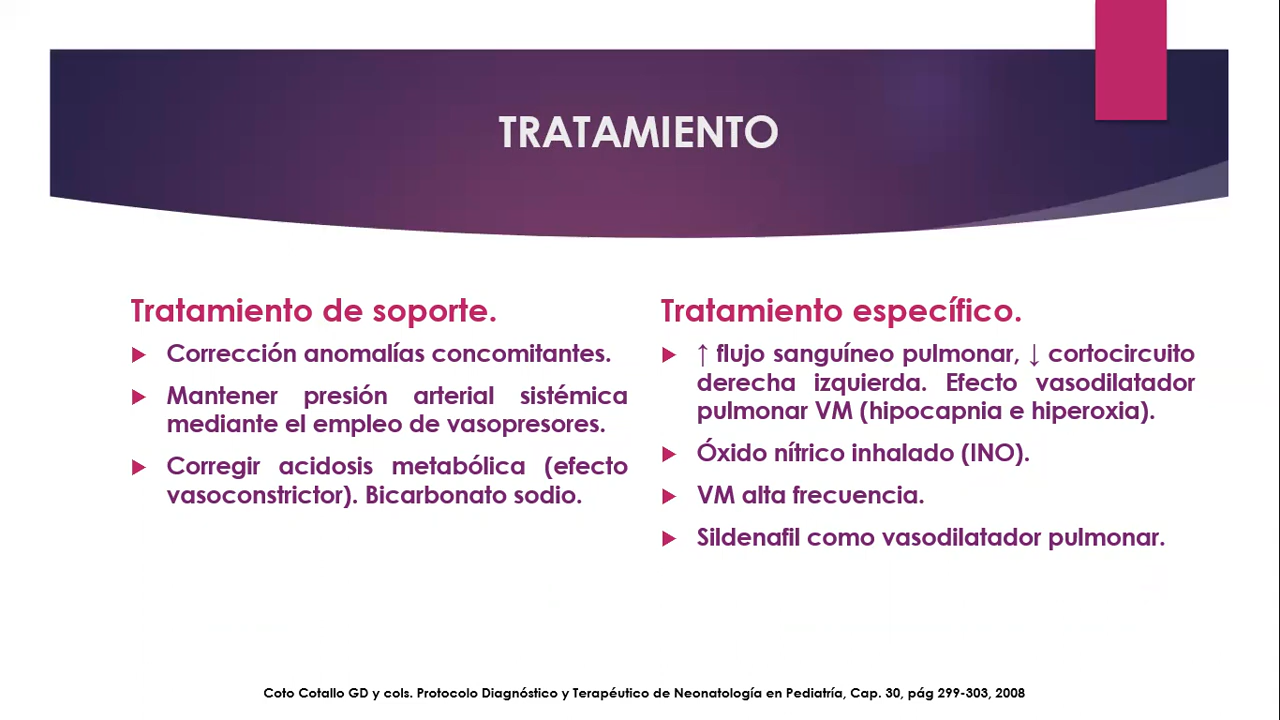 TRATAMIENTO
Tratamiento de soporte.
Corrección anomalías concomitantes.
Mantener presión arterial sistémica
mediante el empleo de vasopresores.
Corregir acidosis metabólica (efecto
vasoconstrictor). Bicarbonato sodio.
Tratamiento específico.
↑ flujo sanguíneo pulmonar, ↓ cortocircuito
derecha izquierda. Efecto vasodilatador
pulmonar VM (hipocapnia e hiperoxia).
Óxido nítrico inhalado (INO).
VM alta frecuencia.
Sildenafil como vasodilatador pulmonar.
Coto Cotallo GD y cols. Protocolo Diagnóstico y Terapéutico de Neonatología en Pediatría, Cap. 30, pág 299-303, 2008